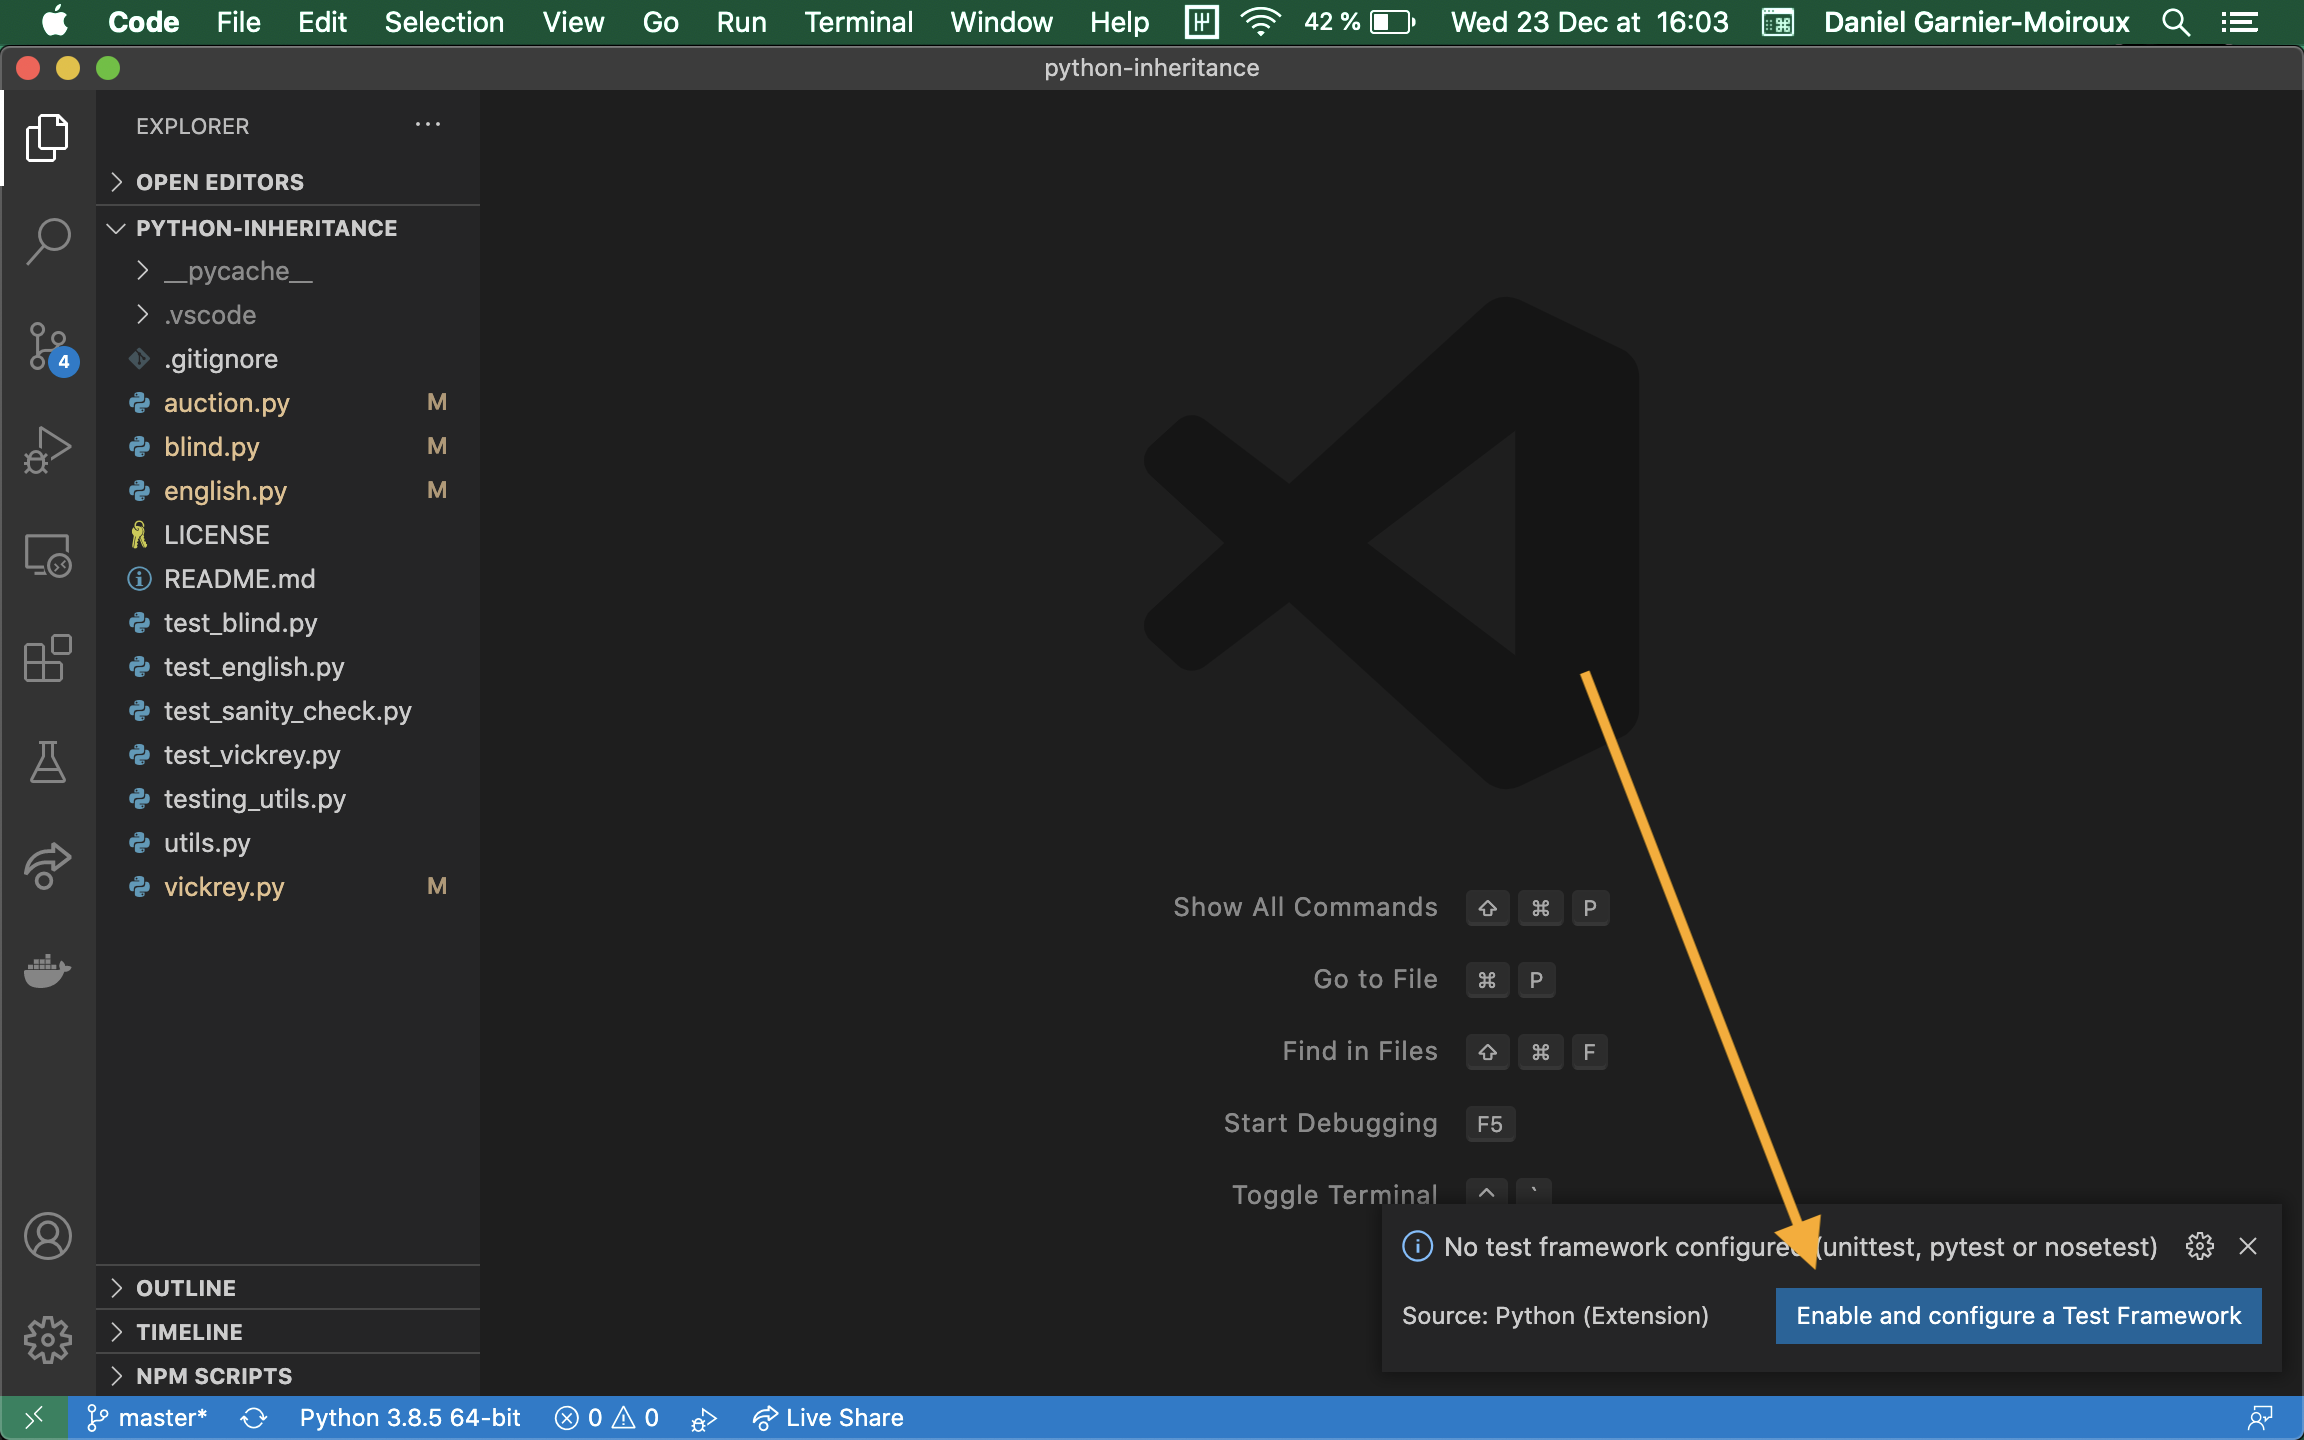 Code File Edit Selection View Go Run Terminal Window Help 42 % Wed 23 Dec at 16:03 Daniel Garnier-Moiroux
python-inheritance
EXPLORER
OPEN EDITORS
PYTHON-INHERITANCE
__pycache__
.vscode
.gitignore
auction.py M
blind.py M
english.py M
LICENSE
README.md
test_blind.py
test_english.py
test_sanity_check.py
test_vickrey.py
testing_utils.py
utils.py
vickrey.py M
4
OUTLINE
TIMELINE
NPM SCRIPTS
Show All Commands ⇧ ⌘ P
Go to File ⌘ P
Find in Files ⇧ ⌘ F
Start Debugging F5
Toggle Terminal ^ `
No test framework configured (unittest, pytest or nosetest)
Source: Python (Extension) Enable and configure a Test Framework
master* Python 3.8.5 64-bit 0 0 Live Share